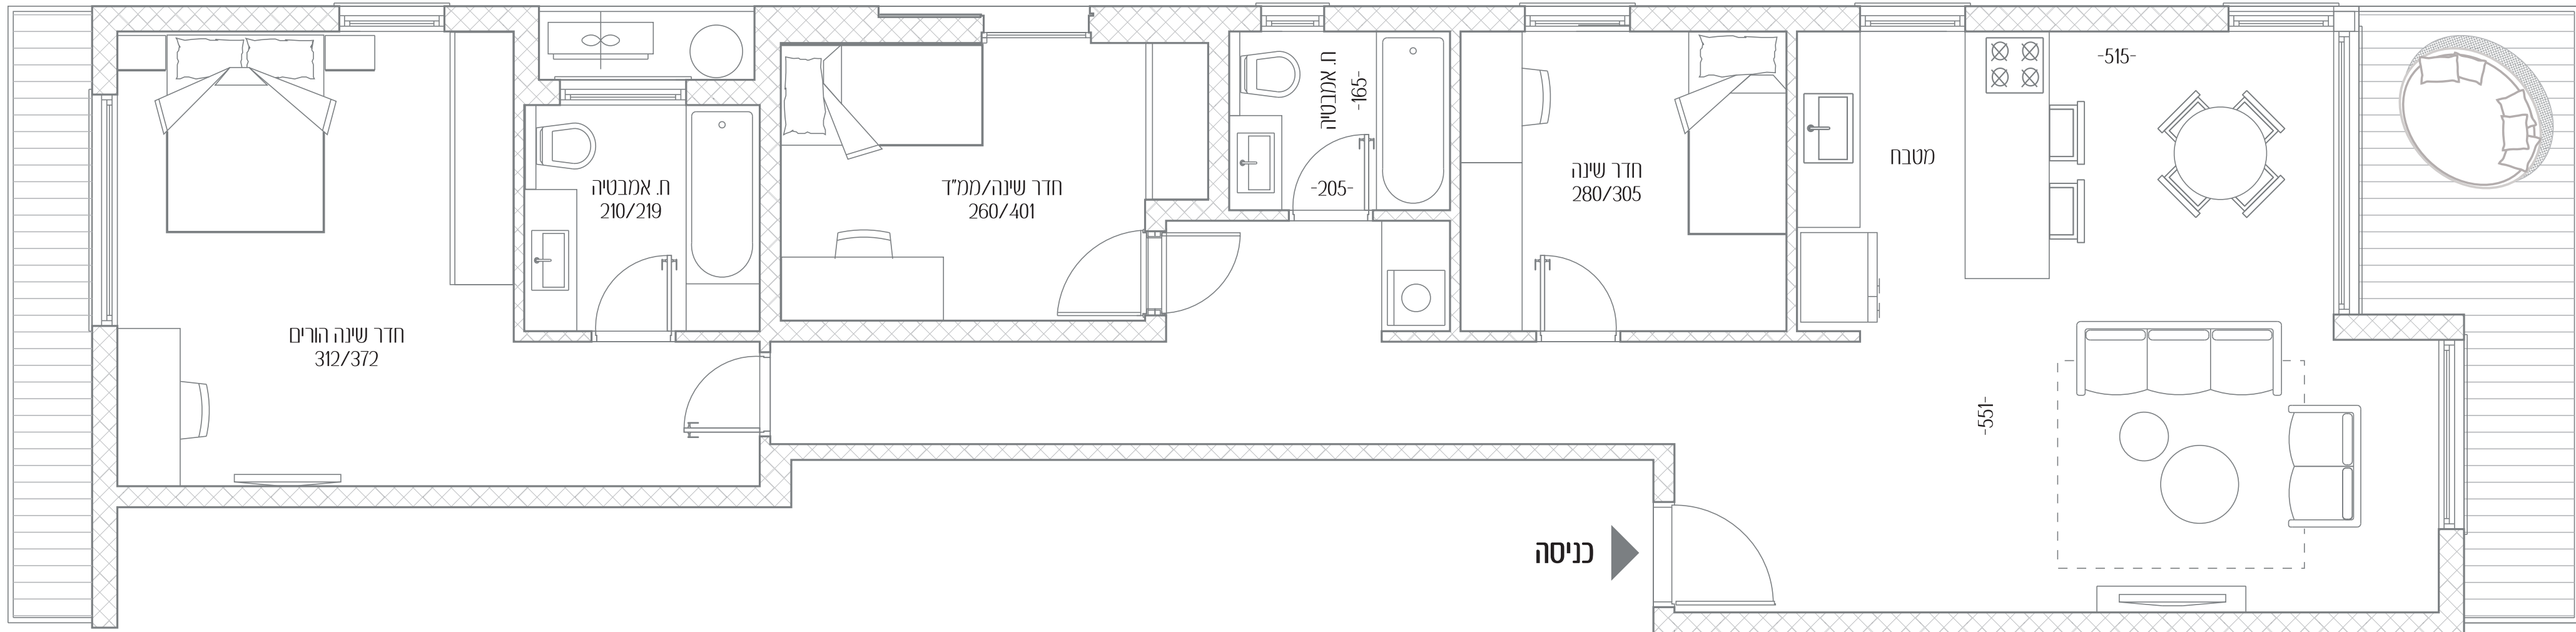 -515-
מטבח
-551-
חדר שינה
280/305
ח. אמבטיה
-165-
-205-
חדר שינה/ממ"ד
260/401
ח. אמבטיה
210/219
חדר שינה הורים
312/372
כניסה